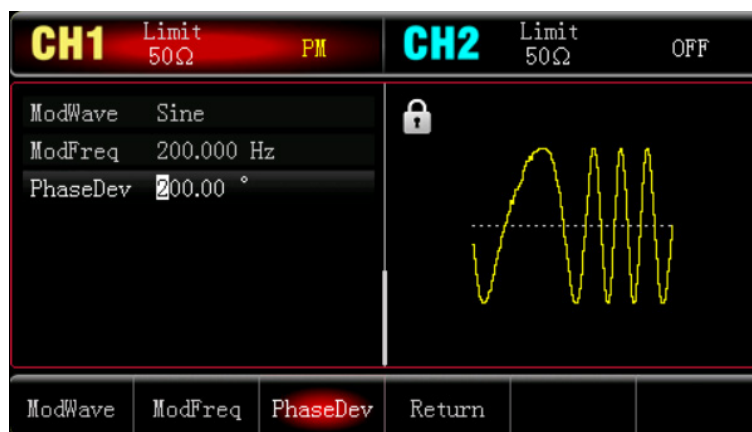 CH1 Limit 50Ω PM CH2 Limit 50Ω OFF
ModWave Sine
ModFreq 200.000 Hz
PhaseDev 200.00 °
ModWave ModFreq PhaseDev Return